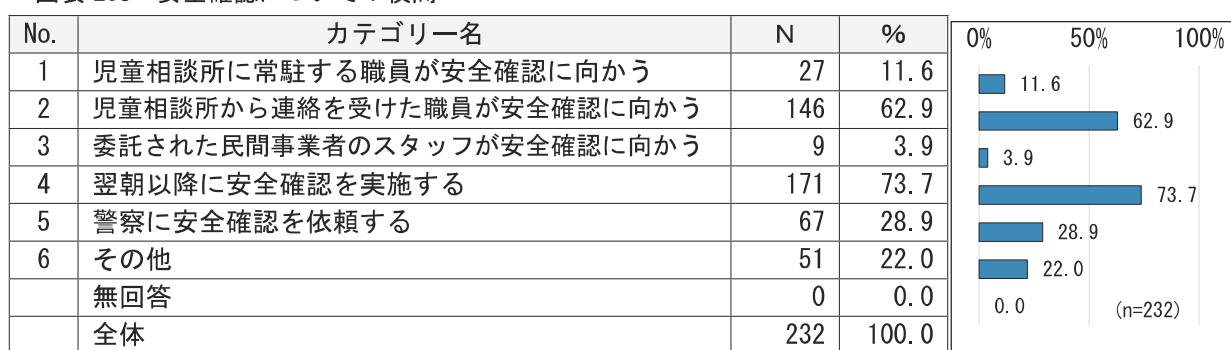 No. カテゴリー名 N %
1 児童相談所に常駐する職員が安全確認に向かう 27 11.6
2 児童相談所から連絡を受けた職員が安全確認に向かう 146 62.9
3 委託された民間事業者のスタッフが安全確認に向かう 9 3.9
4 翌朝以降に安全確認を実施する 171 73.7
5 警察に安全確認を依頼する 67 28.9
6 その他 51 22.0
無回答 0 0.0
全体 232 100.0
0% 50% 100%
11.6
62.9
3.9
73.7
28.9
22.0
0.0 (n=232)